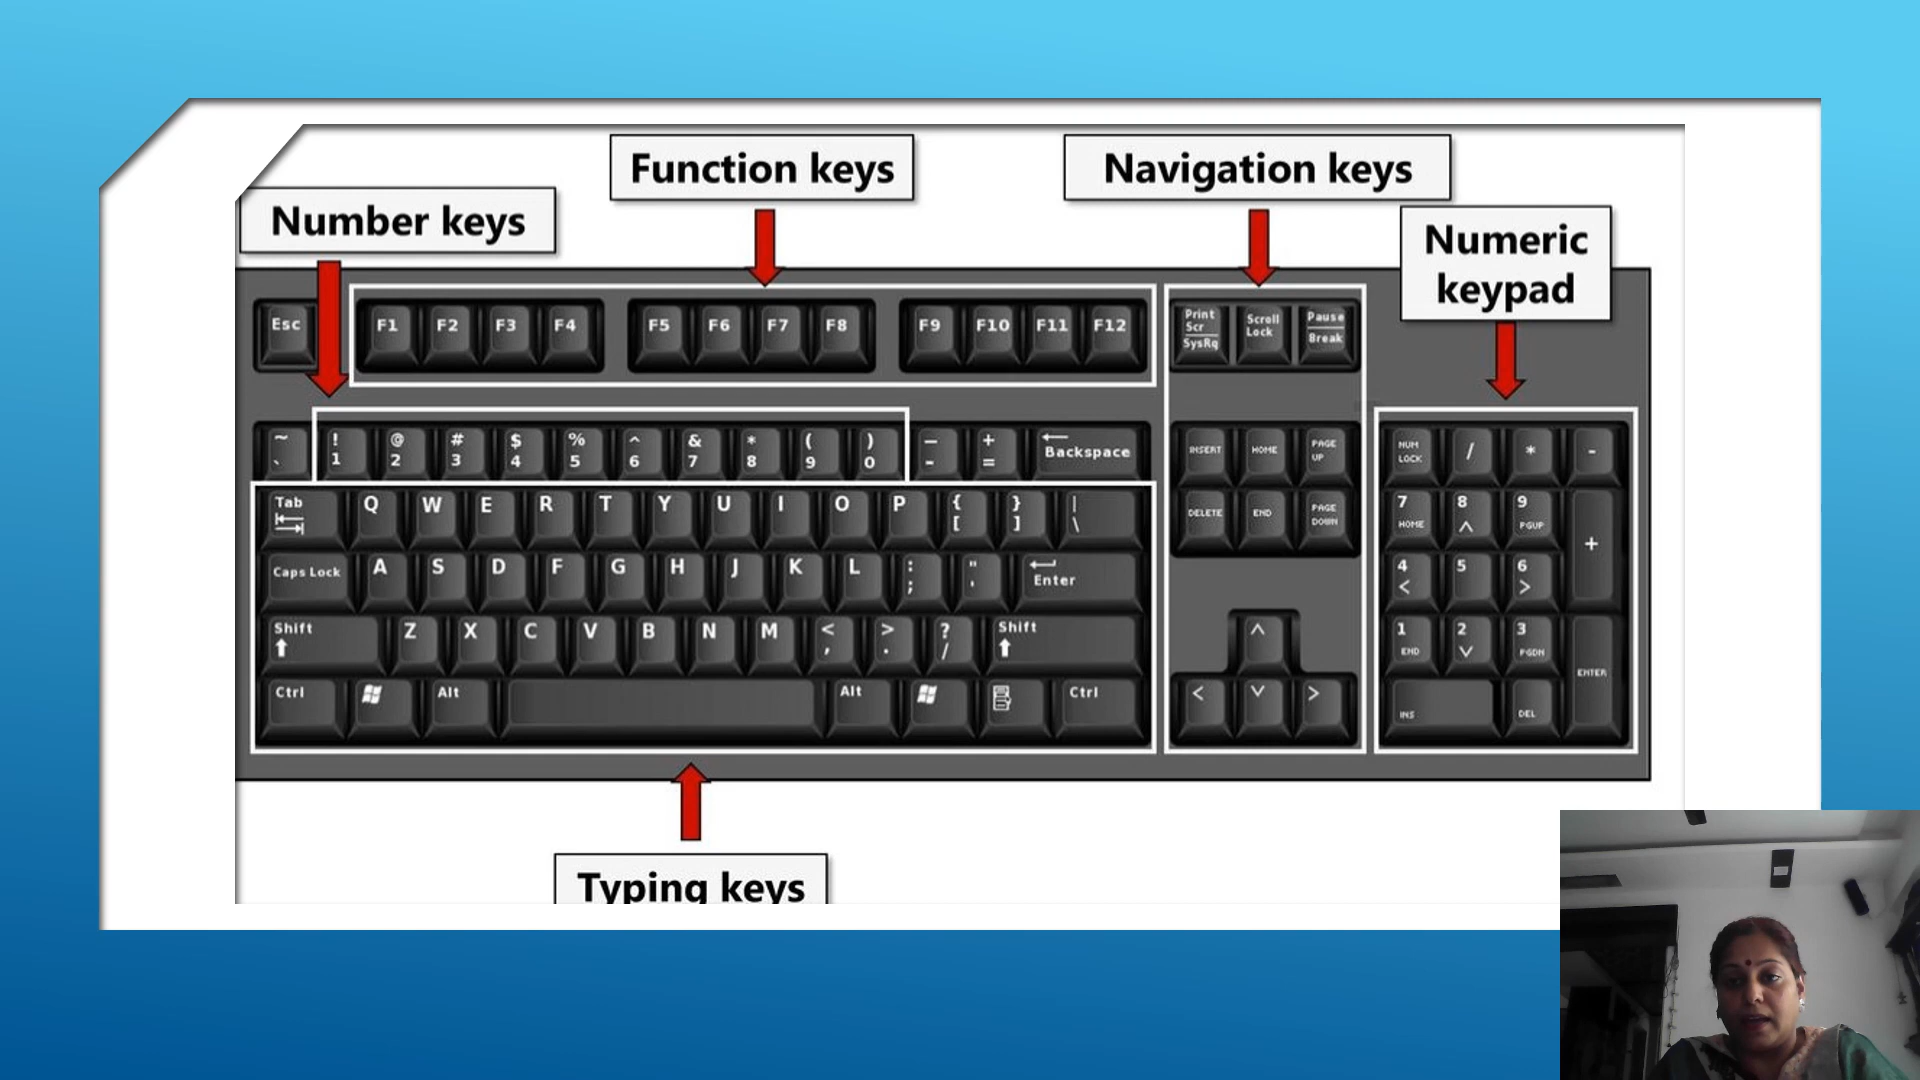 Function keys
Navigation keys
Number keys
Numeric
keypad
Esc F1 F2 F3 F4 F5 F6 F7 F8 F9 F10 F11 F12 Print Scr SysRq Scroll Lock Pause Break
~ ` ! 1 @ 2 # 3 $ 4 % 5 ^ 6 & 7 * 8 ( 9 ) 0 _ - + = Backspace INSERT HOME PAGE UP NUM LOCK / * -
Tab Q W E R T Y U I O P { [ } ] | \ DELETE END PAGE DOWN 7 HOME 8 ^ 9 PGUP +
Caps Lock A S D F G H J K L : ; " ' Enter 4 < 5 6 >
Shift Z X C V B N M < , > . ? / Shift ^ 1 END 2 v 3 PGDN ENTER
Ctrl Alt Alt Ctrl < v > INS DEL
Typing keys